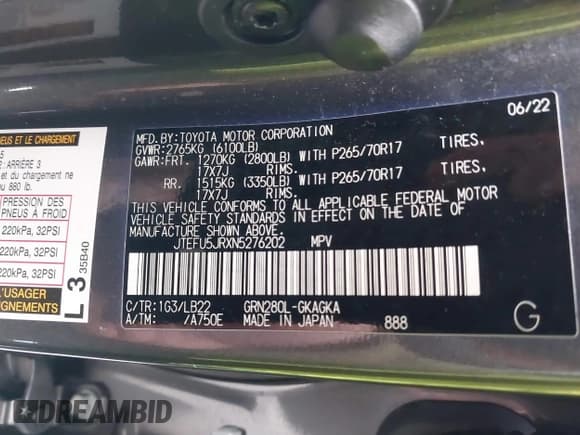 NEUS ET LE CHARGEMENT
ARRIÈRE 3
et du chargement ne
ou 880 lb.
PRESSION DES
PNEUS À FROID
220kPa, 32PSI
220kPa, 32PSI
220kPa, 32PSI
L'USAGER
L 3 35B40
06/22
MFD.BY:TOYOTA MOTOR CORPORATION
GVWR:2765KG (6100LB)
GAWR:FRT. 1270KG (2800LB) WITH P265/70R17 TIRES,
17X7J RIMS.
RR. 1515KG (3350LB) WITH P265/70R17 TIRES,
17X7J RIMS.
THIS VEHICLE CONFORMS TO ALL APPLICABLE FEDERAL MOTOR
VEHICLE SAFETY STANDARDS IN EFFECT ON THE DATE OF
MANUFACTURE SHOWN ABOVE.
JTEFU5JRXN5276202 MPV
C/TR:1G3/LB22 GRN280L-GKAGKA
A/TM: /A750E MADE IN JAPAN 888
G
DREAMBID